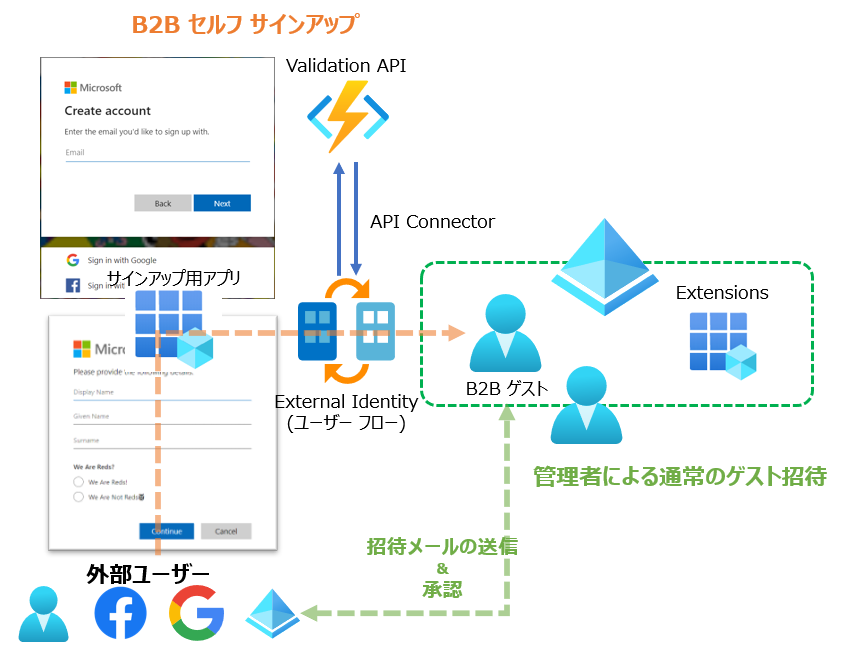 B2B セルフ サインアップ
Validation API
Microsoft
Create account
Enter the email you'd like to sign up with.
Email
Back
Next
API Connector
Sign in with Google
サインアップ用アプリ
Extensions
Please provide the following details.
Display Name
Given Name
Surname
We Are Reds?
We Are Reds!
We Are Not Reds
Continue
Cancel
B2B ゲスト
External Identity
(ユーザー フロー)
管理者による通常のゲスト招待
招待メールの送信
&
承認
外部ユーザー